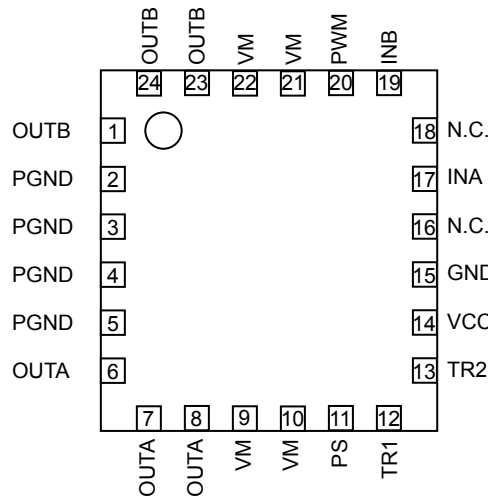 OUTB
OUTB
VM
VM
PWM
INB
24
23
22
21
20
19
OUTB 1
18 N.C.
PGND 2
17 INA
PGND 3
16 N.C.
PGND 4
15 GND
PGND 5
14 VCC
OUTA 6
13 TR2
7
8
9
10
11
12
OUTA
OUTA
VM
VM
PS
TR1